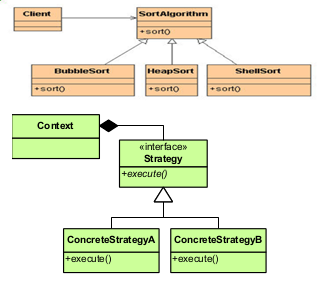 Client
SortAlgorithm
+sort()
BubbleSort
HeapSort
ShellSort
+sort()
+sort()
+sort()
Context
«interface»
Strategy
+execute()
ConcreteStrategyA
ConcreteStrategyB
+execute()
+execute()